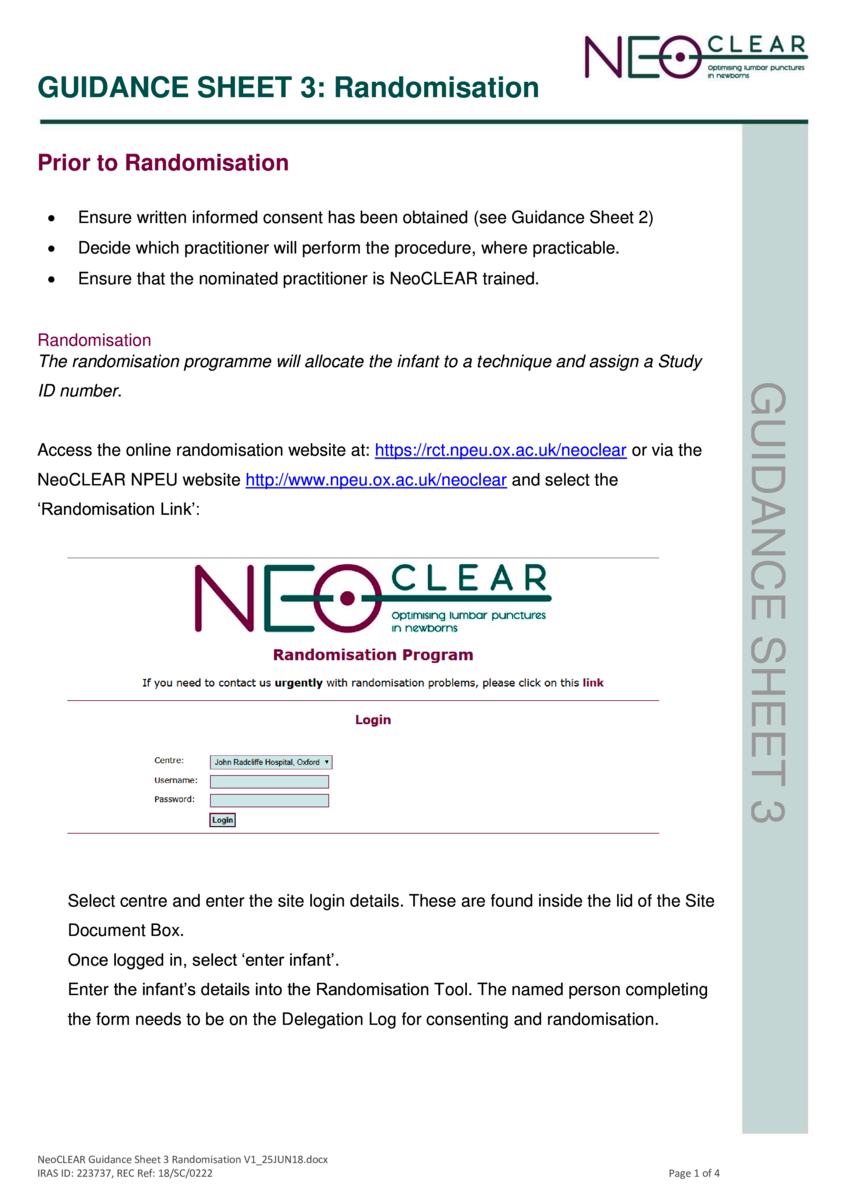 NEOCLEAR
Optimising lumbar punctures
in newborns
GUIDANCE SHEET 3: Randomisation
Prior to Randomisation
• Ensure written informed consent has been obtained (see Guidance Sheet 2)
• Decide which practitioner will perform the procedure, where practicable.
• Ensure that the nominated practitioner is NeoCLEAR trained.
Randomisation
The randomisation programme will allocate the infant to a technique and assign a Study
ID number.
Access the online randomisation website at: https://rct.npeu.ox.ac.uk/neoclear or via the
NeoCLEAR NPEU website http://www.npeu.ox.ac.uk/neoclear and select the
‘Randomisation Link’:
NEOCLEAR
Optimising lumbar punctures
in newborns
Randomisation Program
If you need to contact us urgently with randomisation problems, please click on this link
Login
Centre: John Radcliffe Hospital, Oxford
Username:
Password:
Login
Select centre and enter the site login details. These are found inside the lid of the Site
Document Box.
Once logged in, select ‘enter infant’.
Enter the infant’s details into the Randomisation Tool. The named person completing
the form needs to be on the Delegation Log for consenting and randomisation.
GUIDANCE SHEET 3
NeoCLEAR Guidance Sheet 3 Randomisation V1_25JUN18.docx
IRAS ID: 223737, REC Ref: 18/SC/0222
Page 1 of 4